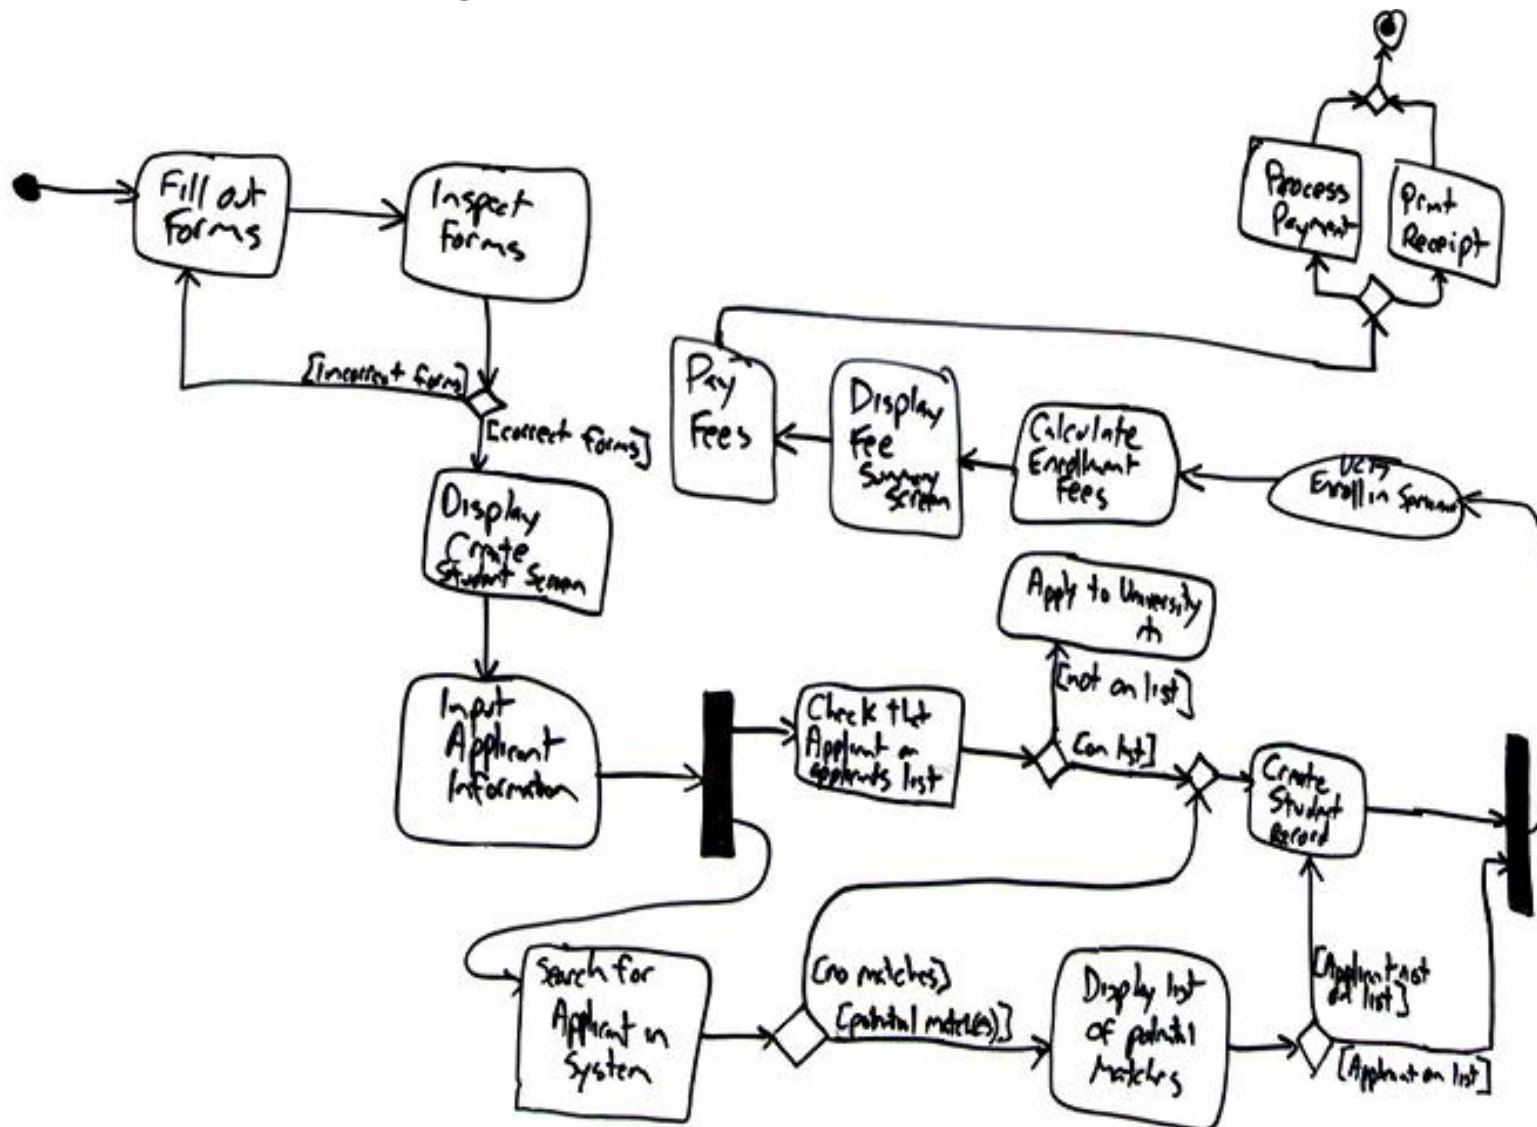 Fill out
Forms
Inspect
Forms
[Incorrect forms]
[correct forms]
Display
Create
Student Screen
Input
Applicant
Information
Check that
Applicant on
applicants list
[not on list]
[on list]
Apply to University
Create
Student
Record
Search for
Applicant in
System
[no matches]
[potential match(es)]
Display list
of potential
Matches
[Applicant not
on list]
[Applicant on list]
Enroll in
Calculate
Enrollment
Fees
Display
Fee
Summary
Screen
Pay
Fees
Process
Payment
Print
Receipt